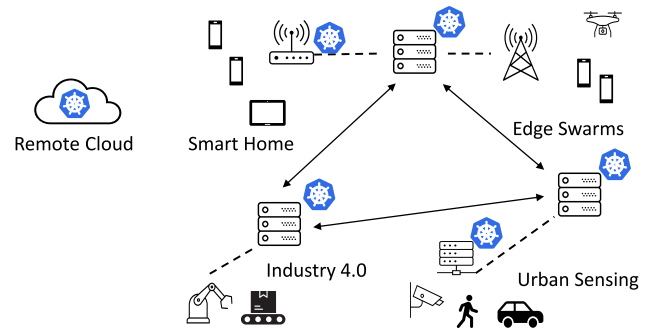 Remote Cloud
Smart Home
Edge Swarms
Industry 4.0
Urban Sensing